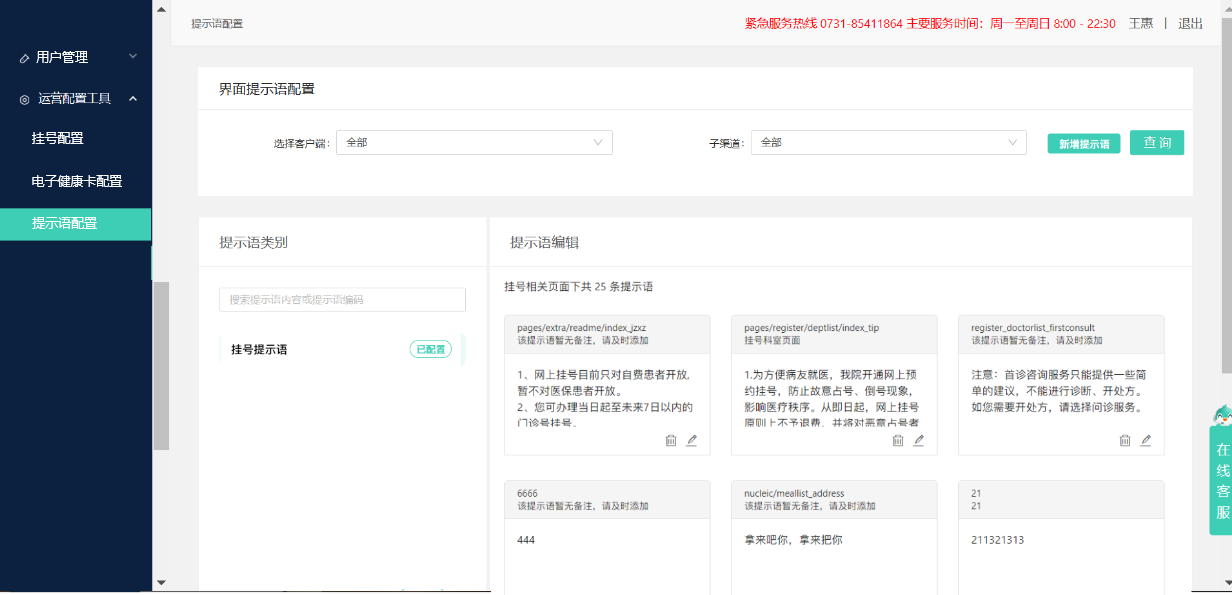 提示语配置
紧急服务热线 0731-85411864 主要服务时间：周一至周日 8:00 - 22:30 王惠 | 退出
用户管理
运营配置工具
挂号配置
电子健康卡配置
提示语配置
界面提示语配置
选择客户端: 全部
子渠道: 全部
新增提示语
查 询
提示语类别
搜索提示语内容或提示语编码
挂号提示语 已配置
提示语编辑
挂号相关页面下共 25 条提示语
pages/extra/readme/index_jzxz
该提示语暂无备注，请及时添加
1、网上挂号目前只对自费患者开放,
暂不对医保患者开放。
2、您可办理当日起至未来7日以内的
门诊号挂号。
pages/register/deptlist/index_tip
挂号科室页面
1.为方便病友就医，我院开通网上预
约挂号，防止故意占号、倒号现象，
影响医疗秩序。从即日起，网上挂号
原则上不予退费，并将对恶意占号者
register_doctorlist_firstconsult
该提示语暂无备注，请及时添加
注意：首诊咨询服务只能提供一些简
单的建议，不能进行诊断、开处方。
如您需要开处方，请选择问诊服务。
6666
该提示语暂无备注，请及时添加
444
nucleic/meallist_address
该提示语暂无备注，请及时添加
拿来吧你，拿来把你
21
21
211321313
在
线
客
服